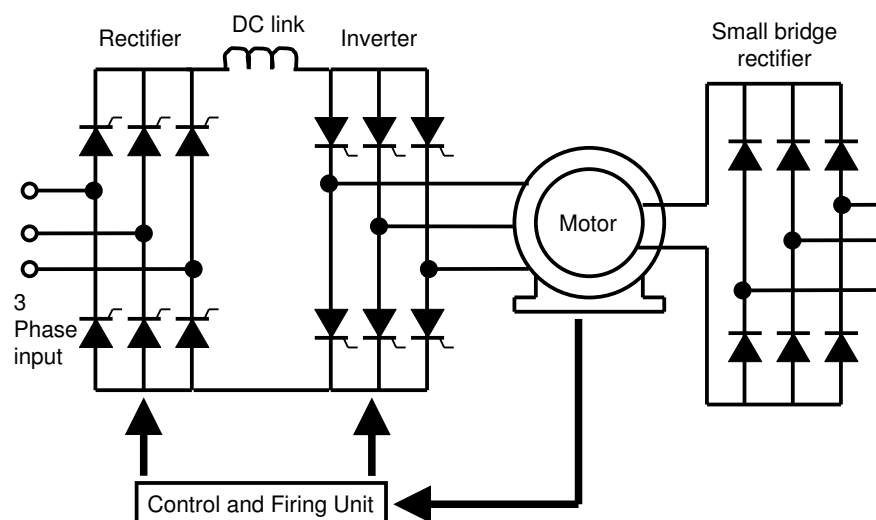 Rectifier
DC link
Inverter
Small bridge
rectifier
Motor
3
Phase
input
Control and Firing Unit